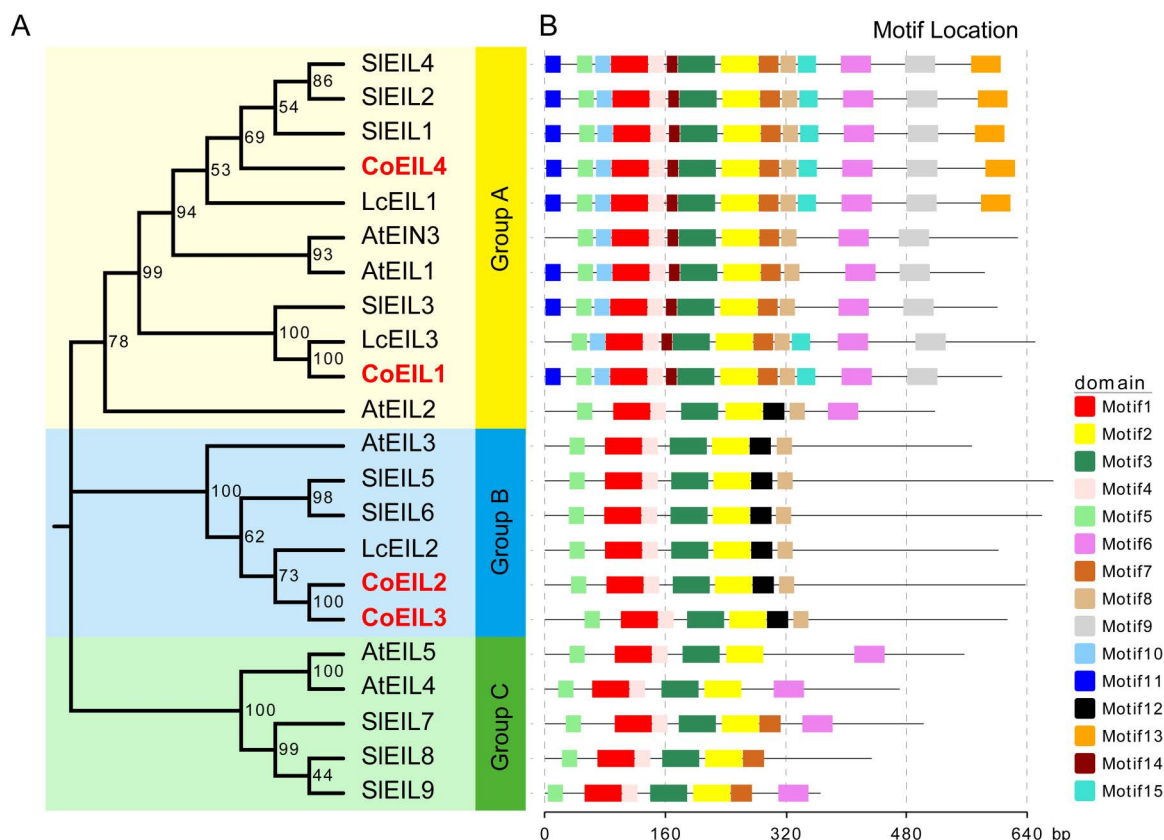 A
B
Motif Location
SlEIL4
SlEIL2
SlEIL1
CoEIL4
LcEIL1
AtEIN3
AtEIL1
SlEIL3
LcEIL3
CoEIL1
AtEIL2
AtEIL3
SlEIL5
SlEIL6
LcEIL2
CoEIL2
CoEIL3
AtEIL5
AtEIL4
SlEIL7
SlEIL8
SlEIL9
86
54
69
53
94
93
99
100
100
78
100
98
62
73
100
100
100
99
44
Group A
Group B
Group C
domain
Motif1
Motif2
Motif3
Motif4
Motif5
Motif6
Motif7
Motif8
Motif9
Motif10
Motif11
Motif12
Motif13
Motif14
Motif15
0 160 320 480 640 bp